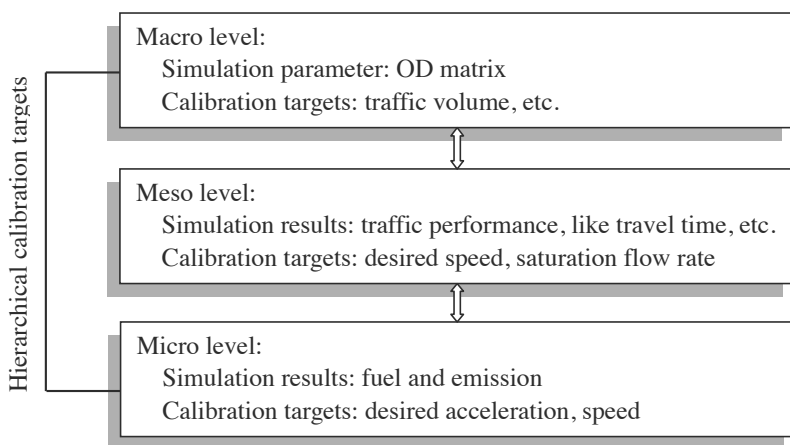 Hierarchical calibration targets
Macro level:
Simulation parameter: OD matrix
Calibration targets: traffic volume, etc.
Meso level:
Simulation results: traffic performance, like travel time, etc.
Calibration targets: desired speed, saturation flow rate
Micro level:
Simulation results: fuel and emission
Calibration targets: desired acceleration, speed